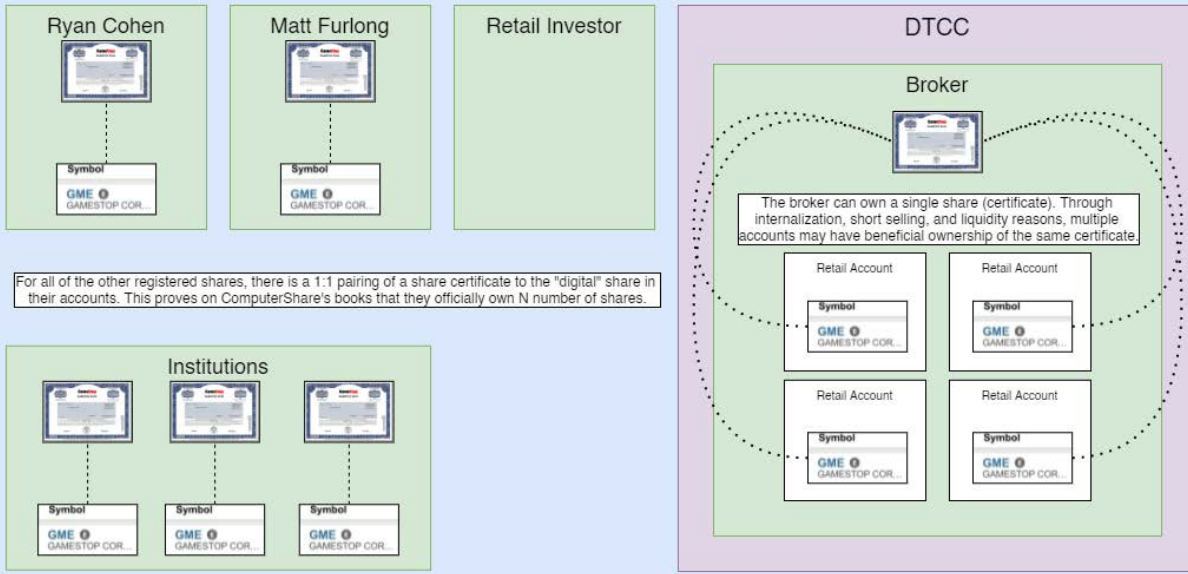 Ryan Cohen
Symbol
GME
GAMESTOP COR...
Matt Furlong
Symbol
GME
GAMESTOP COR...
Retail Investor
For all of the other registered shares, there is a 1:1 pairing of a share certificate to the "digital" share in
their accounts. This proves on ComputerShare's books that they officially own N number of shares.
Institutions
Symbol
GME
GAMESTOP COR...
Symbol
GME
GAMESTOP COR...
Symbol
GME
GAMESTOP COR...
DTCC
Broker
The broker can own a single share (certificate). Through
internalization, short selling, and liquidity reasons, multiple
accounts may have beneficial ownership of the same certificate.
Retail Account
Symbol
GME
GAMESTOP COR...
Retail Account
Symbol
GME
GAMESTOP COR...
Retail Account
Symbol
GME
GAMESTOP COR...
Retail Account
Symbol
GME
GAMESTOP COR...